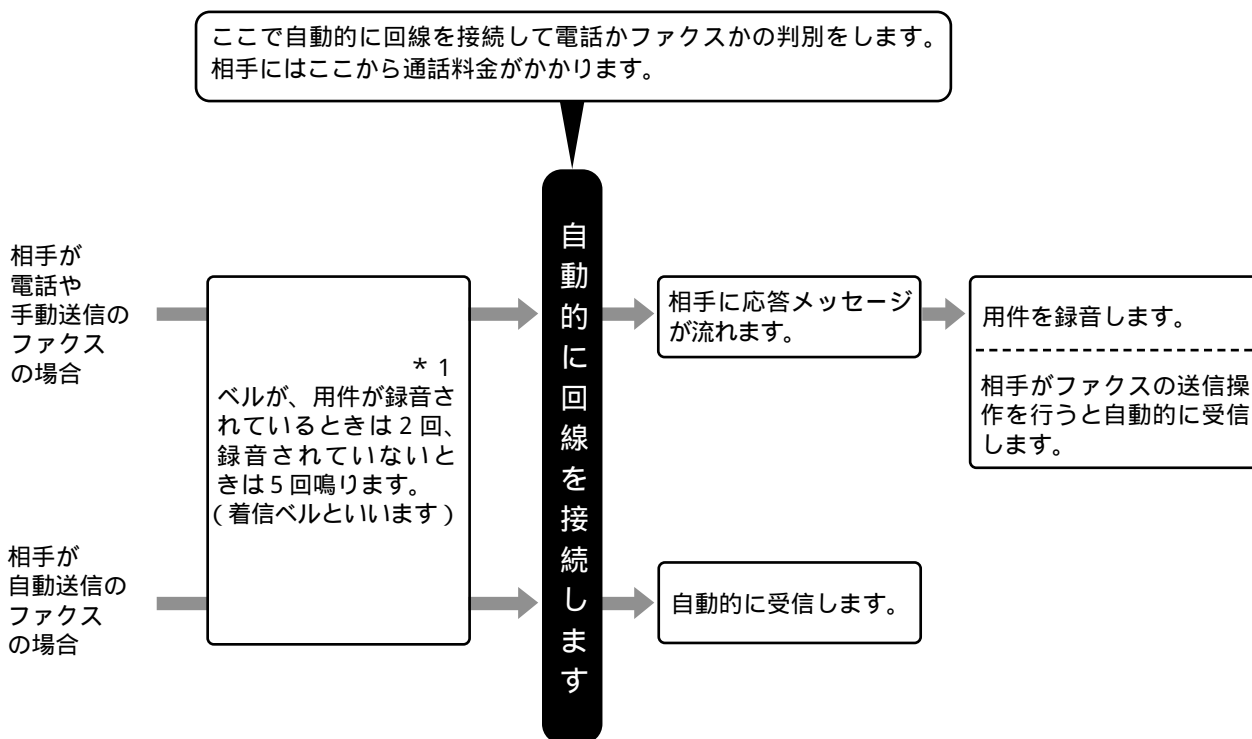 ここで自動的に回線を接続して電話かファクスかの判別をします。
相手にはここから通話料金がかかります。
相手が
電話や
手動送信の
ファクス
の場合
＊1
ベルが、用件が録音さ
れているときは2回、
録音されていないと
きは5回鳴ります。
(着信ベルといいます)
自動的に回線を接続します
相手に応答メッセージ
が流れます。
用件を録音します。
相手がファクスの送信操
作を行うと自動的に受信
します。
相手が
自動送信の
ファクス
の場合
自動的に受信します。